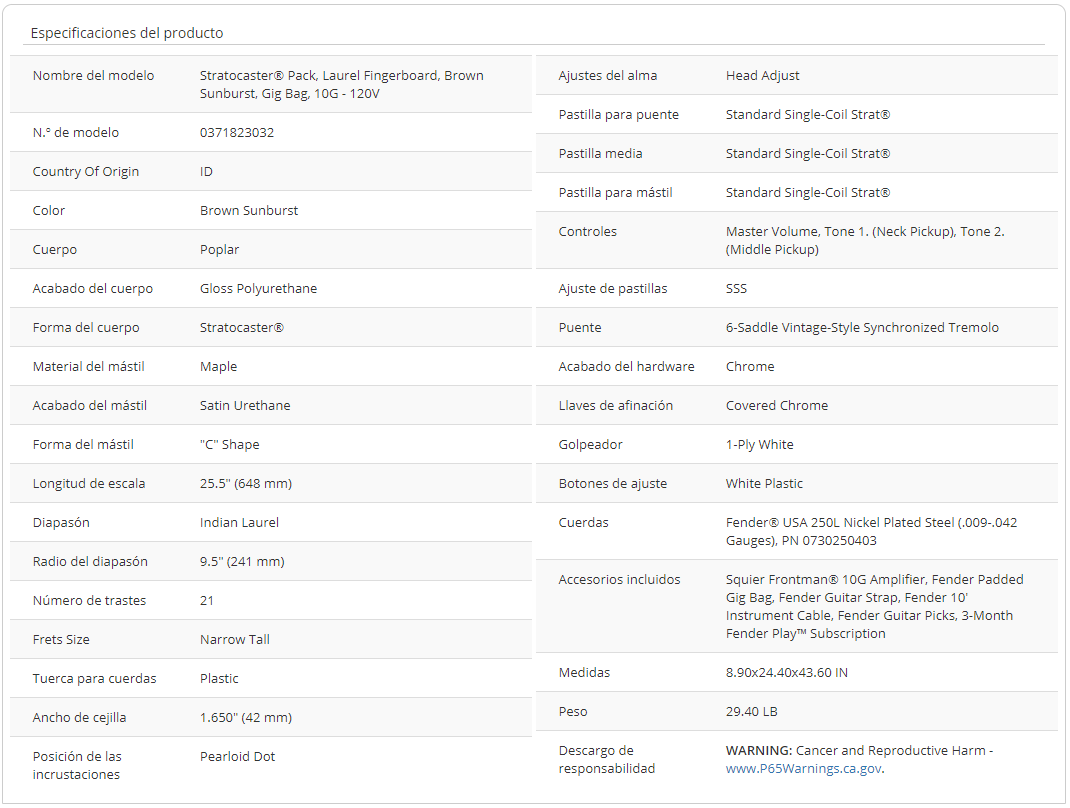 Especificaciones del producto
Nombre del modelo
Stratocaster® Pack, Laurel Fingerboard, Brown
Sunburst, Gig Bag, 10G - 120V
N.° de modelo
0371823032
Country Of Origin
ID
Color
Brown Sunburst
Cuerpo
Poplar
Acabado del cuerpo
Gloss Polyurethane
Forma del cuerpo
Stratocaster®
Material del mástil
Maple
Acabado del mástil
Satin Urethane
Forma del mástil
"C" Shape
Longitud de escala
25.5" (648 mm)
Diapasón
Indian Laurel
Radio del diapasón
9.5" (241 mm)
Número de trastes
21
Frets Size
Narrow Tall
Tuerca para cuerdas
Plastic
Ancho de cejilla
1.650" (42 mm)
Posición de las
incrustaciones
Pearloid Dot
Ajustes del alma
Head Adjust
Pastilla para puente
Standard Single-Coil Strat®
Pastilla media
Standard Single-Coil Strat®
Pastilla para mástil
Standard Single-Coil Strat®
Controles
Master Volume, Tone 1. (Neck Pickup), Tone 2.
(Middle Pickup)
Ajuste de pastillas
SSS
Puente
6-Saddle Vintage-Style Synchronized Tremolo
Acabado del hardware
Chrome
Llaves de afinación
Covered Chrome
Golpeador
1-Ply White
Botones de ajuste
White Plastic
Cuerdas
Fender® USA 250L Nickel Plated Steel (.009-.042
Gauges), PN 0730250403
Accesorios incluidos
Squier Frontman® 10G Amplifier, Fender Padded
Gig Bag, Fender Guitar Strap, Fender 10'
Instrument Cable, Fender Guitar Picks, 3-Month
Fender Play™ Subscription
Medidas
8.90x24.40x43.60 IN
Peso
29.40 LB
Descargo de
responsabilidad
WARNING: Cancer and Reproductive Harm -
www.P65Warnings.ca.gov.